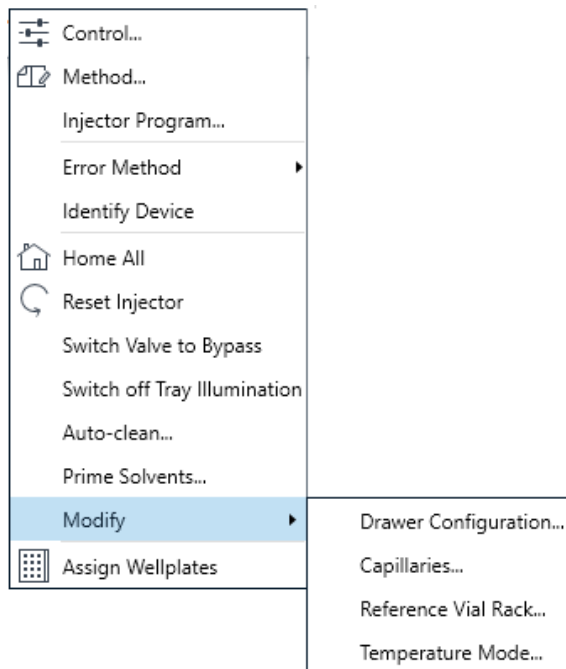 Control...
Method...
Injector Program...
Error Method
Identify Device
Home All
Reset Injector
Switch Valve to Bypass
Switch off Tray Illumination
Auto-clean...
Prime Solvents...
Modify
Drawer Configuration...
Capillaries...
Reference Vial Rack...
Temperature Mode...
Assign Wellplates